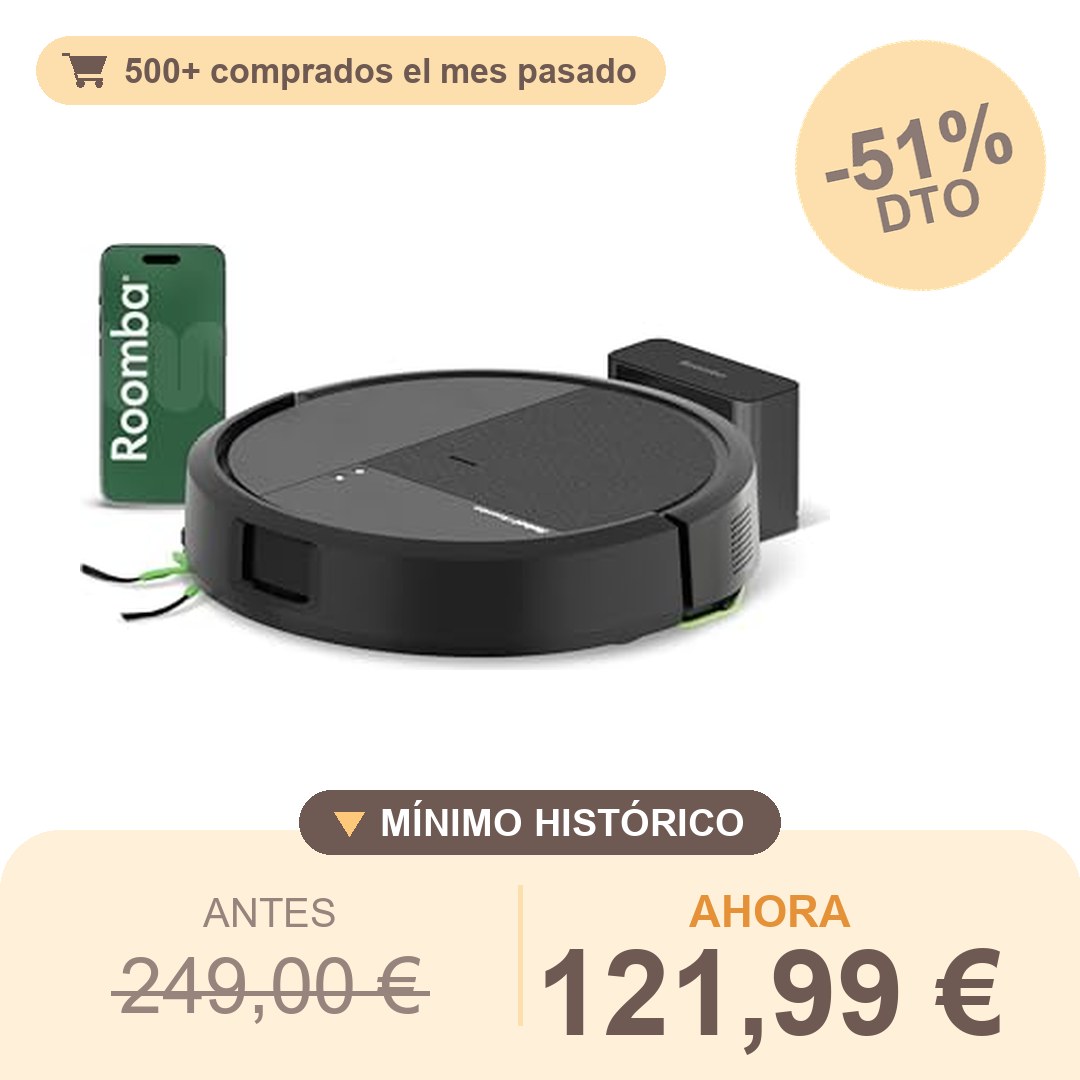 500+ comprados el mes pasado
-51%
DTO
Roomba
MÍNIMO HISTÓRICO
ANTES
249,00 €
AHORA
121,99 €